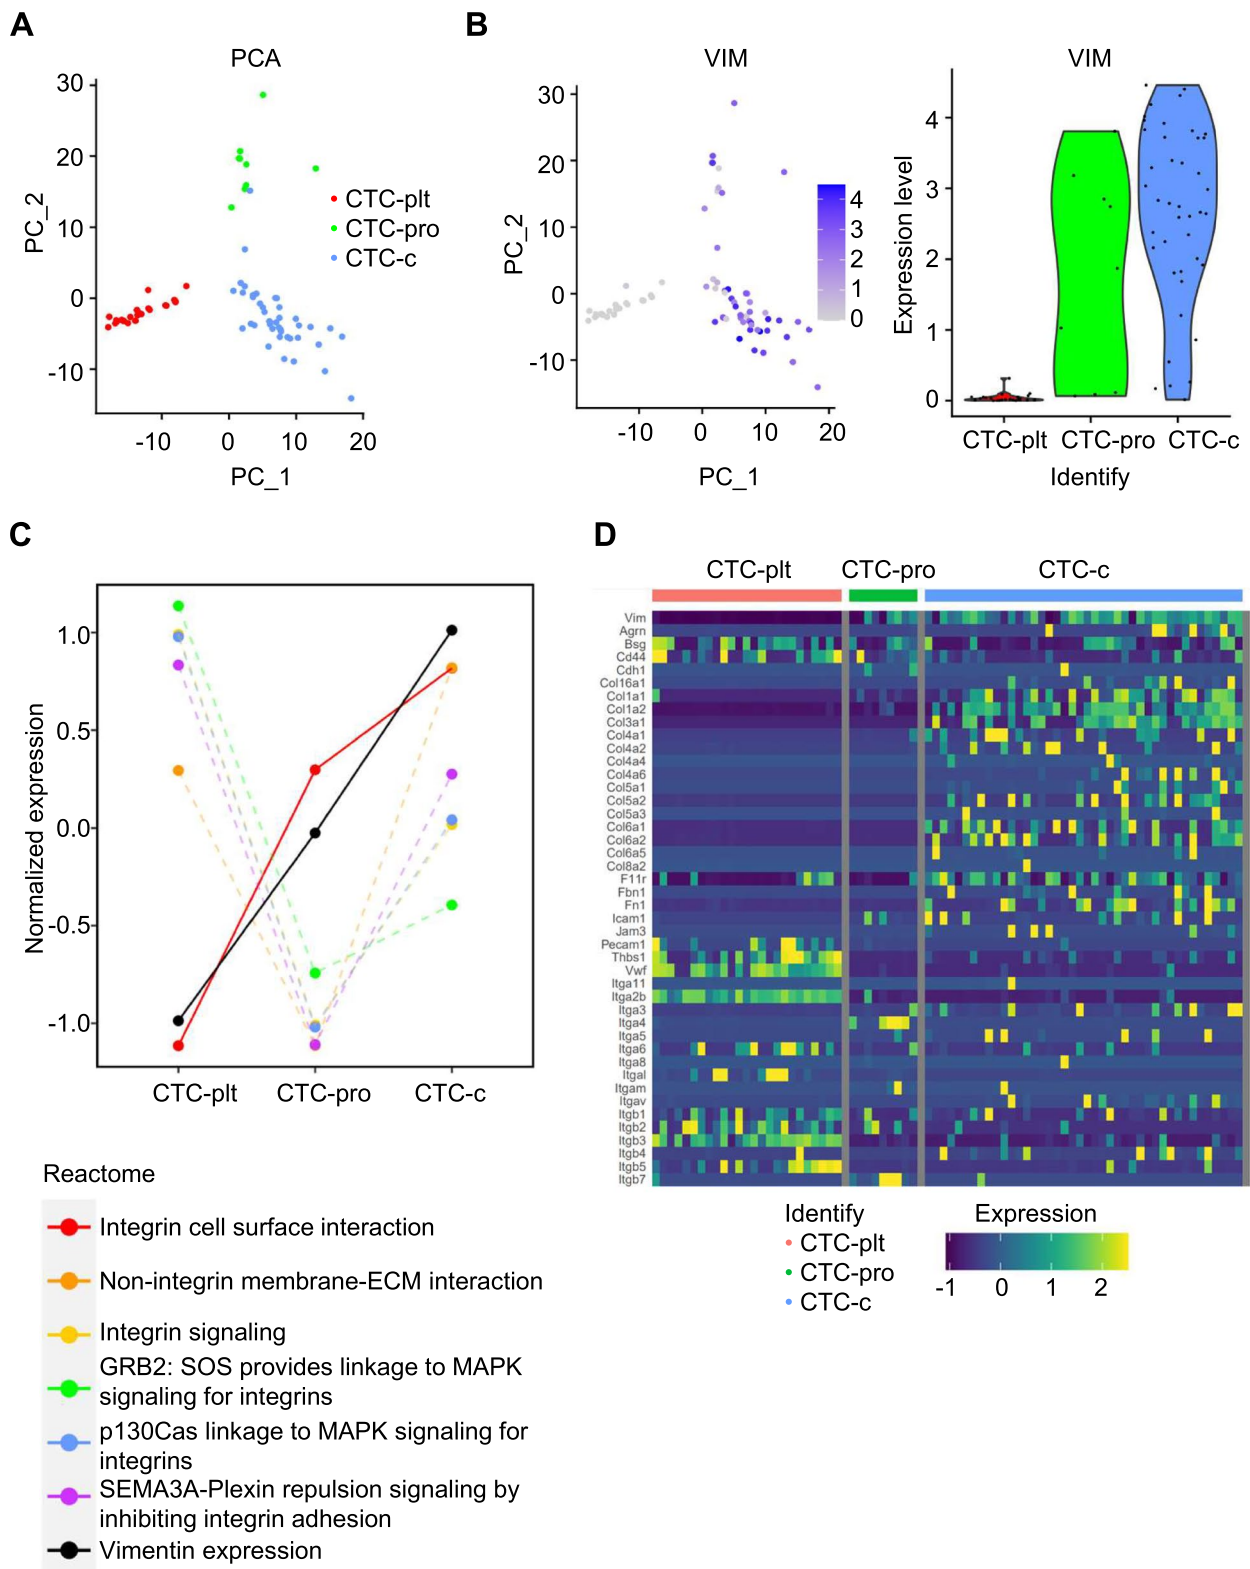 A
PCA
30
20
10
0
-10
PC_2
-10
0
10
20
PC_1
CTC-plt
CTC-pro
CTC-c
B
VIM
30
20
10
0
-10
PC_2
-10
0
10
20
PC_1
4
3
2
1
0
VIM
4
3
2
1
0
Expression level
CTC-plt
CTC-pro
CTC-c
Identify
C
1.0
0.5
0.0
-0.5
-1.0
Normalized expression
CTC-plt
CTC-pro
CTC-c
Reactome
Integrin cell surface interaction
Non-integrin membrane-ECM interaction
Integrin signaling
GRB2: SOS provides linkage to MAPK
signaling for integrins
p130Cas linkage to MAPK signaling for
integrins
SEMA3A-Plexin repulsion signaling by
inhibiting integrin adhesion
Vimentin expression
D
CTC-plt
CTC-pro
CTC-c
Vim
Agrn
Bsg
Cd44
Cdh1
Col16a1
Col1a1
Col1a2
Col3a1
Col4a1
Col4a2
Col4a4
Col4a6
Col5a1
Col5a2
Col5a3
Col6a1
Col6a2
Col6a5
Col8a2
F11r
Fbn1
Fn1
Icam1
Jam3
Pecam1
Thbs1
Vwf
Itga11
Itga2b
Itga3
Itga4
Itga5
Itga6
Itga8
Itgal
Itgam
Itgav
Itgb1
Itgb2
Itgb3
Itgb4
Itgb5
Itgb7
Identify
CTC-plt
CTC-pro
CTC-c
Expression
-1
0
1
2